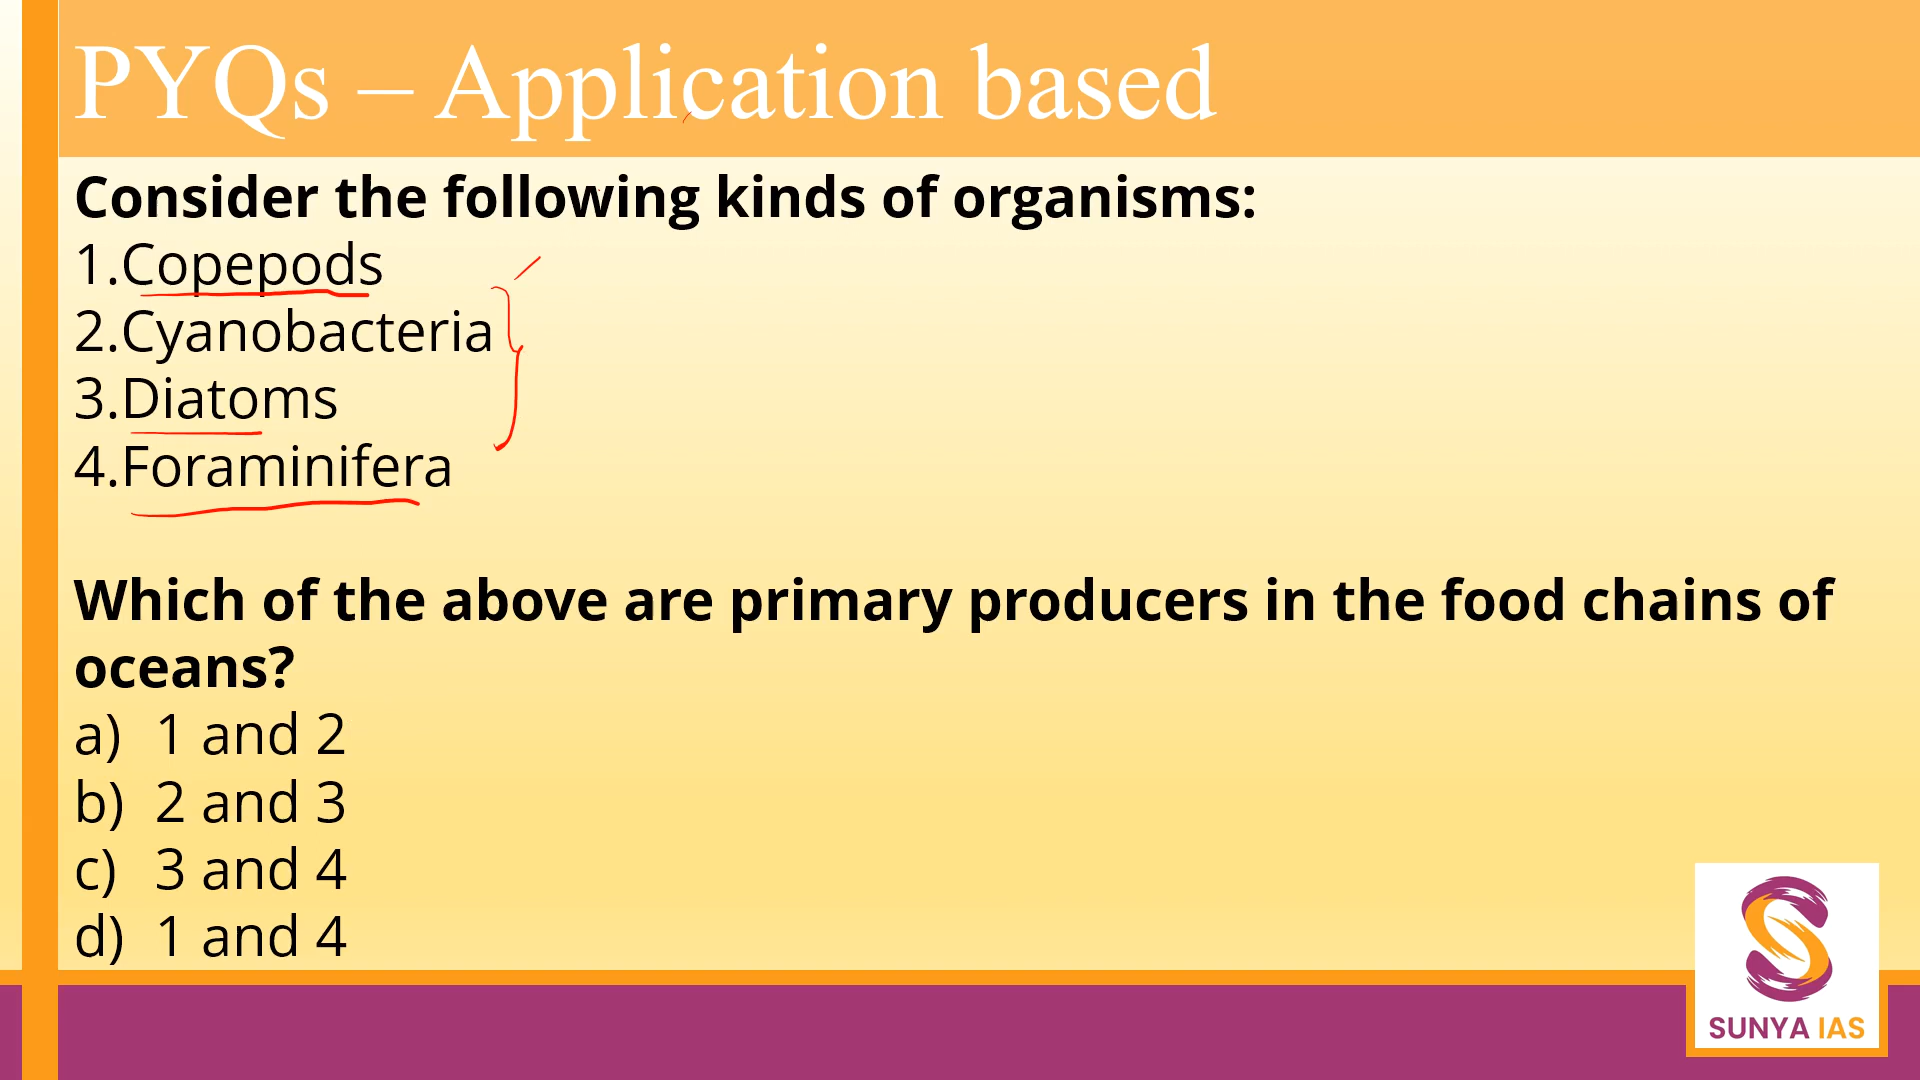 PYQs – Application based
Consider the following kinds of organisms:
1.Copepods
2.Cyanobacteria
3.Diatoms
4.Foraminifera
Which of the above are primary producers in the food chains of
oceans?
a) 1 and 2
b) 2 and 3
c) 3 and 4
d) 1 and 4
SUNYA IAS